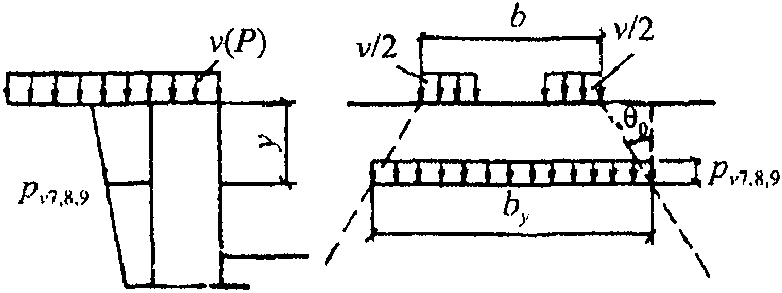 v(P)
y
p_{v7,8,9}
b
v/2
v/2
θ_0
p_{v7,8,9}
b_y